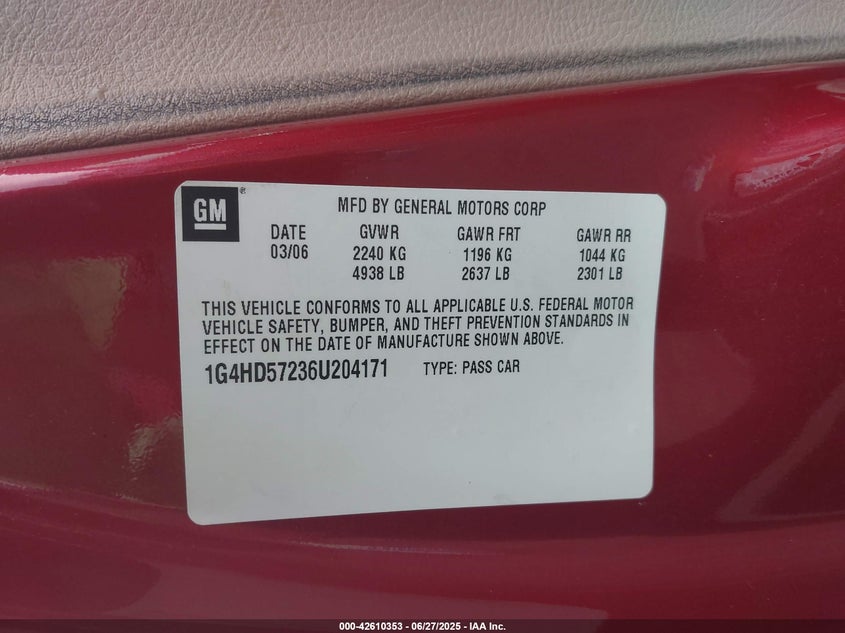 GM ®
MFD BY GENERAL MOTORS CORP
DATE GVWR GAWR FRT GAWR RR
03/06 2240 KG 1196 KG 1044 KG
4938 LB 2637 LB 2301 LB
THIS VEHICLE CONFORMS TO ALL APPLICABLE U.S. FEDERAL MOTOR
VEHICLE SAFETY, BUMPER, AND THEFT PREVENTION STANDARDS IN
EFFECT ON THE DATE OF MANUFACTURE SHOWN ABOVE.
1G4HD57236U204171 TYPE: PASS CAR
000-42610353 - 06/27/2025 - IAA Inc.